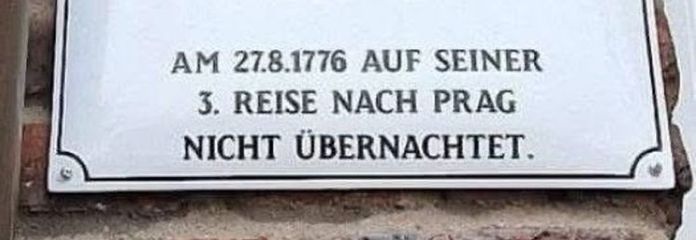 AM 27.8.1776 AUF SEINER
3. REISE NACH PRAG
NICHT ÜBERNACHTET.